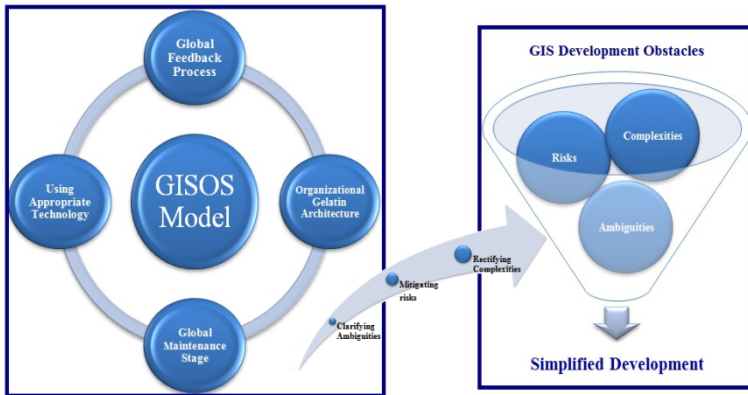 Global
Feedback
Process
Using
Appropriate
Technology
GISOS
Model
Organizational
Gelatin
Architecture
Global
Maintenance
Stage
Clarifying
Ambiguities
Mitigating
risks
Rectifying
Complexities
GIS Development Obstacles
Complexities
Risks
Ambiguities
Simplified Development